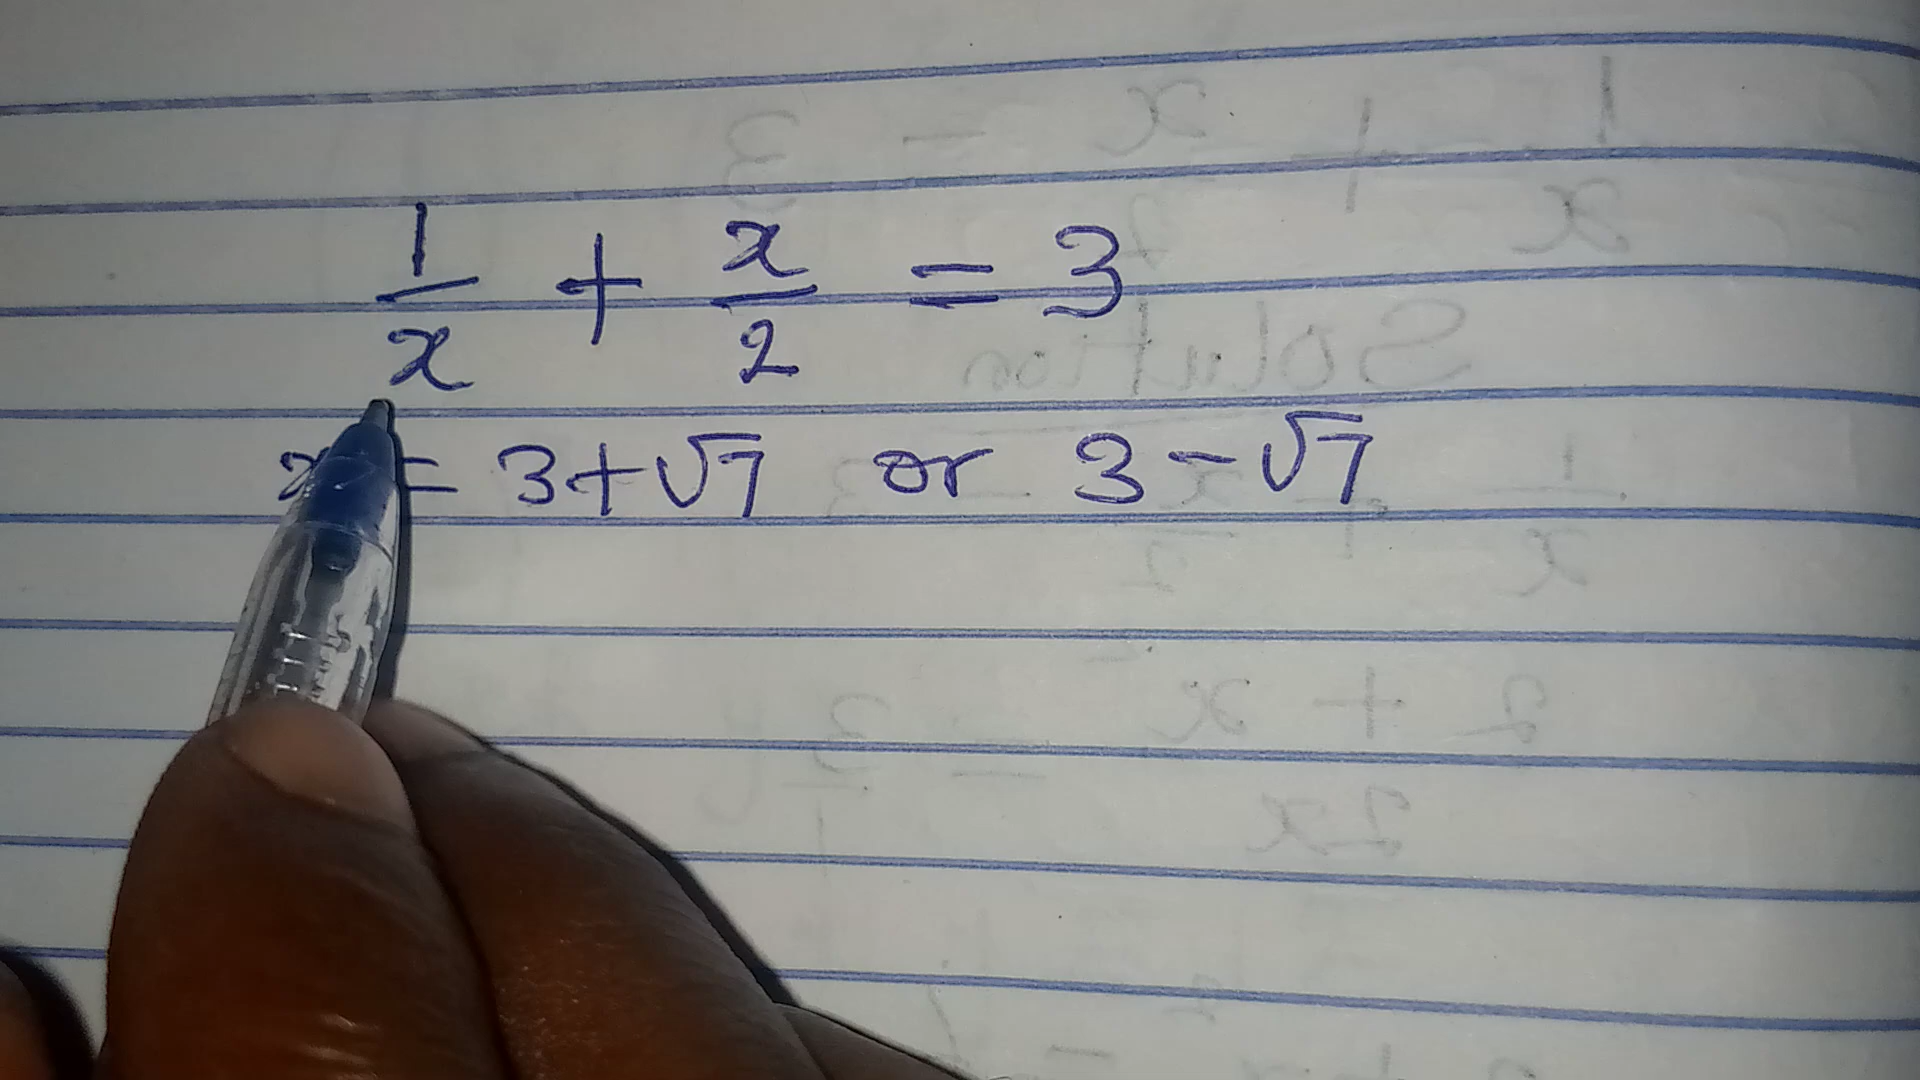 1/x + x/2 = 3
x = 3+√7 or 3-√7